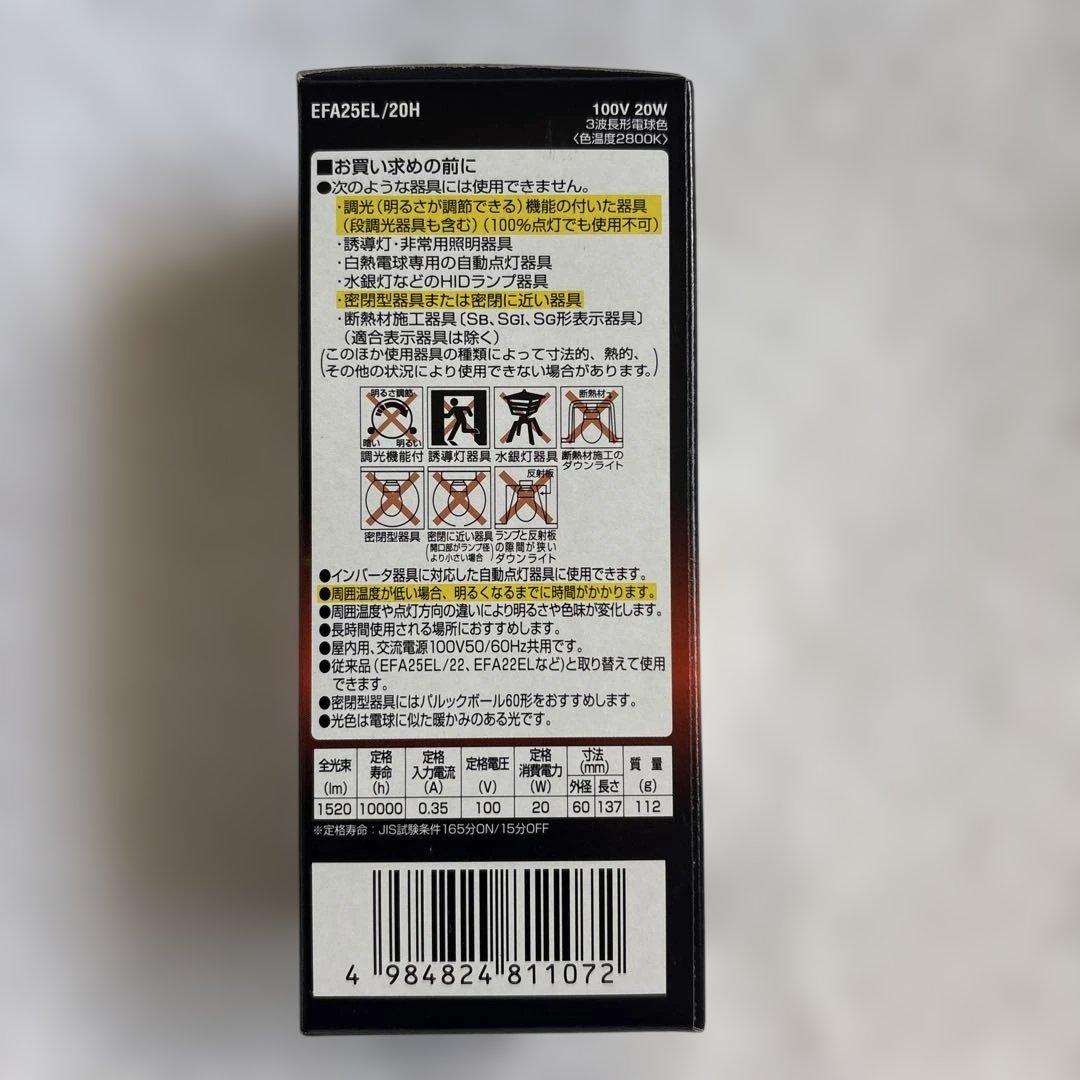 EFA25EL/20H
100V 20W
3波長形電球色
〈色温度2800K〉
■お買い求めの前に
●次のような器具には使用できません。
・調光(明るさが調節できる)機能の付いた器具
(段調光器具も含む)(100%点灯でも使用不可)
・誘導灯・非常用照明器具
・白熱電球専用の自動点灯器具
・水銀灯などのHIDランプ器具
・密閉型器具または密閉に近い器具
・断熱材施工器具〔SB、SGI、SG形表示器具〕
(適合表示器具は除く)
(このほか使用器具の種類によって寸法的、熱的、
その他の状況により使用できない場合があります。)
明るさ調節
暗い 明るい
調光機能付
誘導灯器具
水銀灯器具
断熱材
断熱材施工の
ダウンライト
密閉型器具
密閉に近い器具
(開口部がランプ径
より小さい場合)
反射板
ランプと反射板
の隙間が狭い
ダウンライト
●インバータ器具に対応した自動点灯器具に使用できます。
●周囲温度が低い場合、明るくなるまでに時間がかかります。
●周囲温度や点灯方向の違いにより明るさや色味が変化します。
●長時間使用される場所におすすめします。
●屋内用、交流電源100V50/60Hz共用です。
●従来品(EFA25EL/22、EFA22ELなど)と取り替えて使用
できます。
●密閉型器具にはパルックボール60形をおすすめします。
●光色は電球に似た暖かみのある光です。
全光束 (lm) 定格寿命 (h) 定格入力電流 (A) 定格電圧 (V) 定格消費電力 (W) 寸法 (mm) 外径 長さ 質量 (g)
1520 10000 0.35 100 20 60 137 112
※定格寿命：JIS試験条件165分ON/15分OFF
4 984824 811072